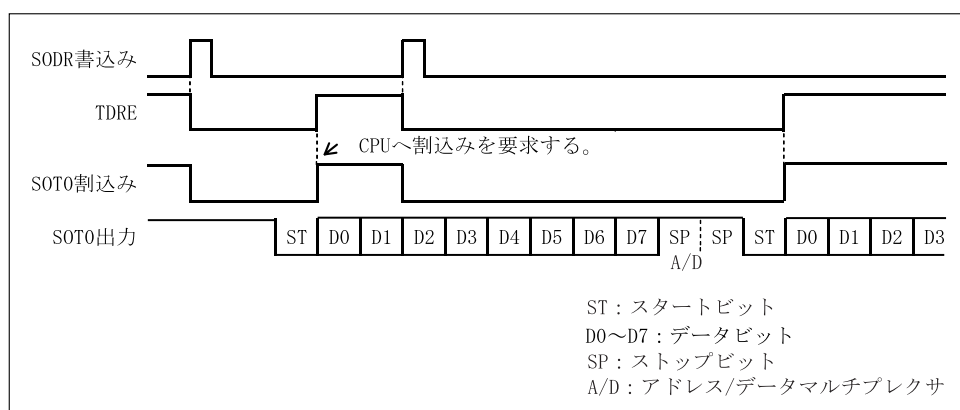 SODR書込み
TDRE
CPUへ割込みを要求する。
SOT0割込み
SOT0出力
ST D0 D1 D2 D3 D4 D5 D6 D7 SP SP ST D0 D1 D2 D3
A/D
ST：スタートビット
D0～D7：データビット
SP：ストップビット
A/D：アドレス/データマルチプレクサ